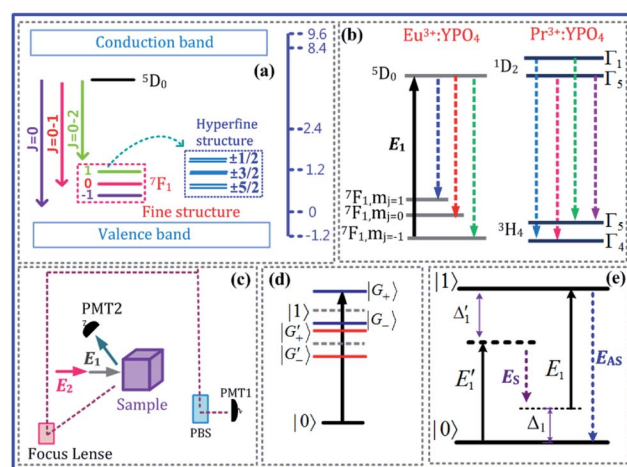 Conduction band
(a)
⁵D₀
J=0
J=0-1
J=0-2
Hyperfine
structure
±1/2
±3/2
±5/2
1
0
-1
⁷F₁
Fine structure
Valence band
9.6
8.4
2.4
1.2
0
-1.2
(b)
Eu³⁺:YPO₄
Pr³⁺:YPO₄
⁵D₀
E₁
⁷F₁,mⱼ₌₁
⁷F₁,mⱼ₌₀
⁷F₁,mⱼ₌₋₁
¹D₂
Γ₁
Γ₅
³H₄
Γ₅
Γ₄
(c)
PMT2
E₂
E₁
Sample
Focus Lense
PBS
PMT1
(d)
|G₊⟩
|1⟩
|G₋⟩
|G′₊⟩
|G′₋⟩
|0⟩
(e)
|1⟩
Δ′₁
E′₁
E_S
E₁
E_AS
Δ₁
|0⟩